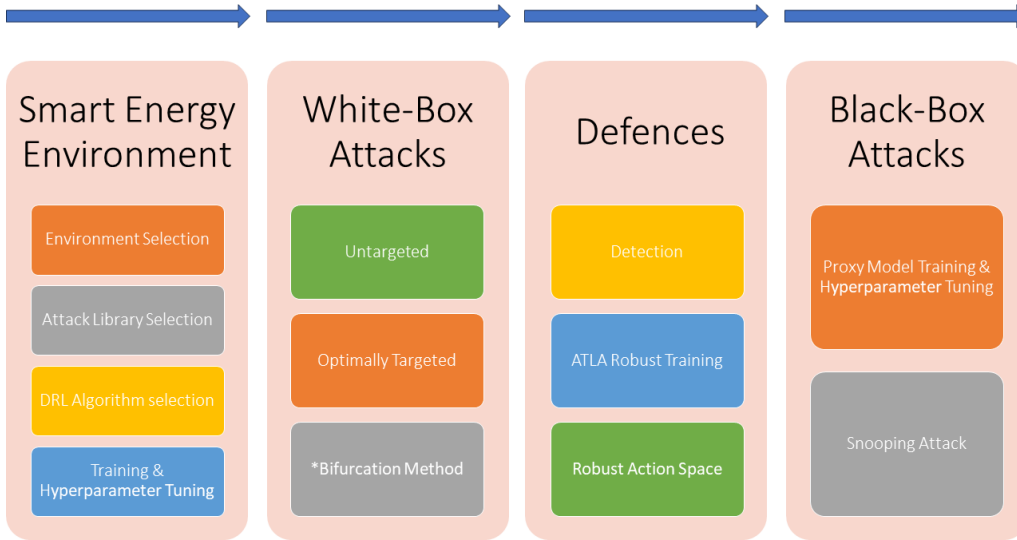 Smart Energy
Environment
Environment Selection
Attack Library Selection
DRL Algorithm selection
Training &
Hyperparameter Tuning
White-Box
Attacks
Untargeted
Optimally Targeted
*Bifurcation Method
Defences
Detection
ATLA Robust Training
Robust Action Space
Black-Box
Attacks
Proxy Model Training &
Hyperparameter Tuning
Snooping Attack